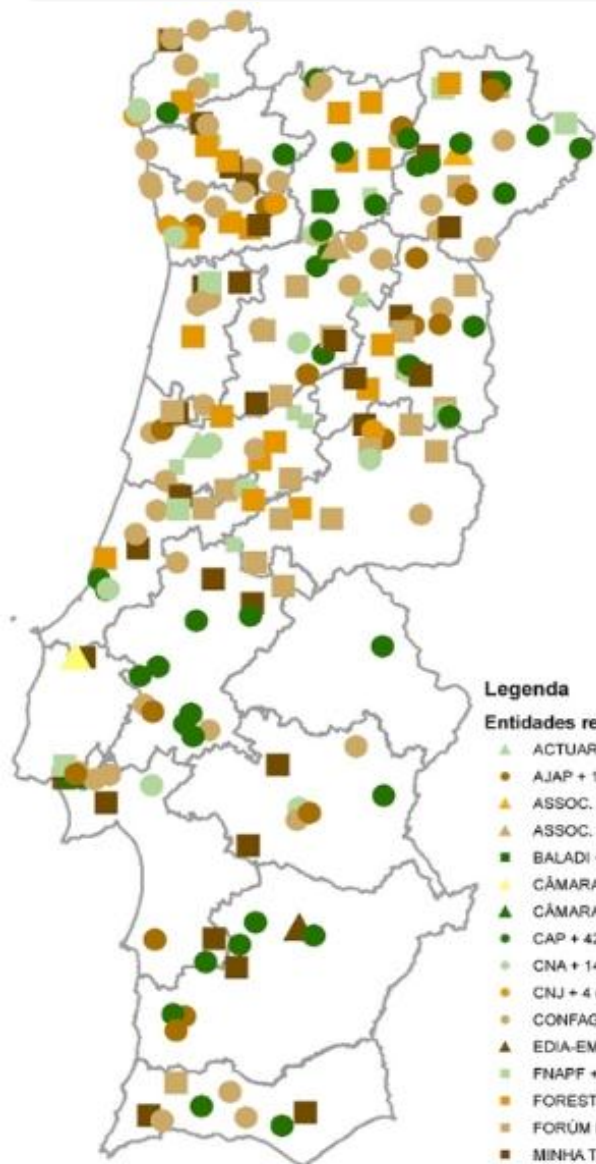 Legenda
Entidades re
ACTUAR
AJAP + 1
ASSOC.
ASSOC.
BALADI
CÂMARA
CÂMARA
CAP + 42
CNA + 14
CNJ + 4
CONFAG
EDIA-EM
FNAPF +
FOREST
FORÚM
MINHA T